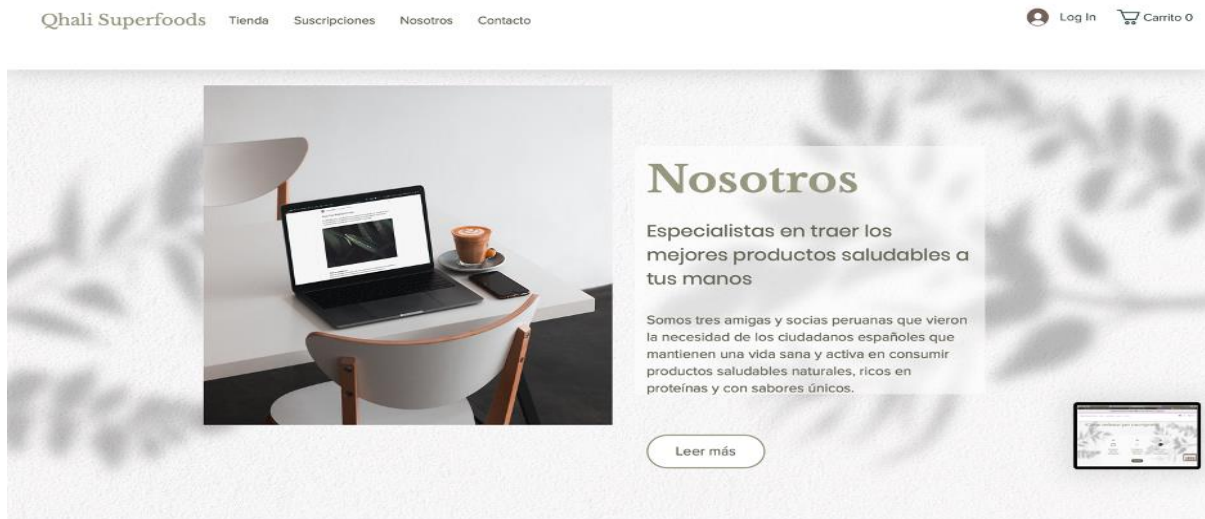 Qhali Superfoods Tienda Suscripciones Nosotros Contacto Log In Carrito 0
Nosotros
Especialistas en traer los
mejores productos saludables a
tus manos
Somos tres amigas y socias peruanas que vieron
la necesidad de los ciudadanos españoles que
mantienen una vida sana y activa en consumir
productos saludables naturales, ricos en
proteínas y con sabores únicos.
Leer más